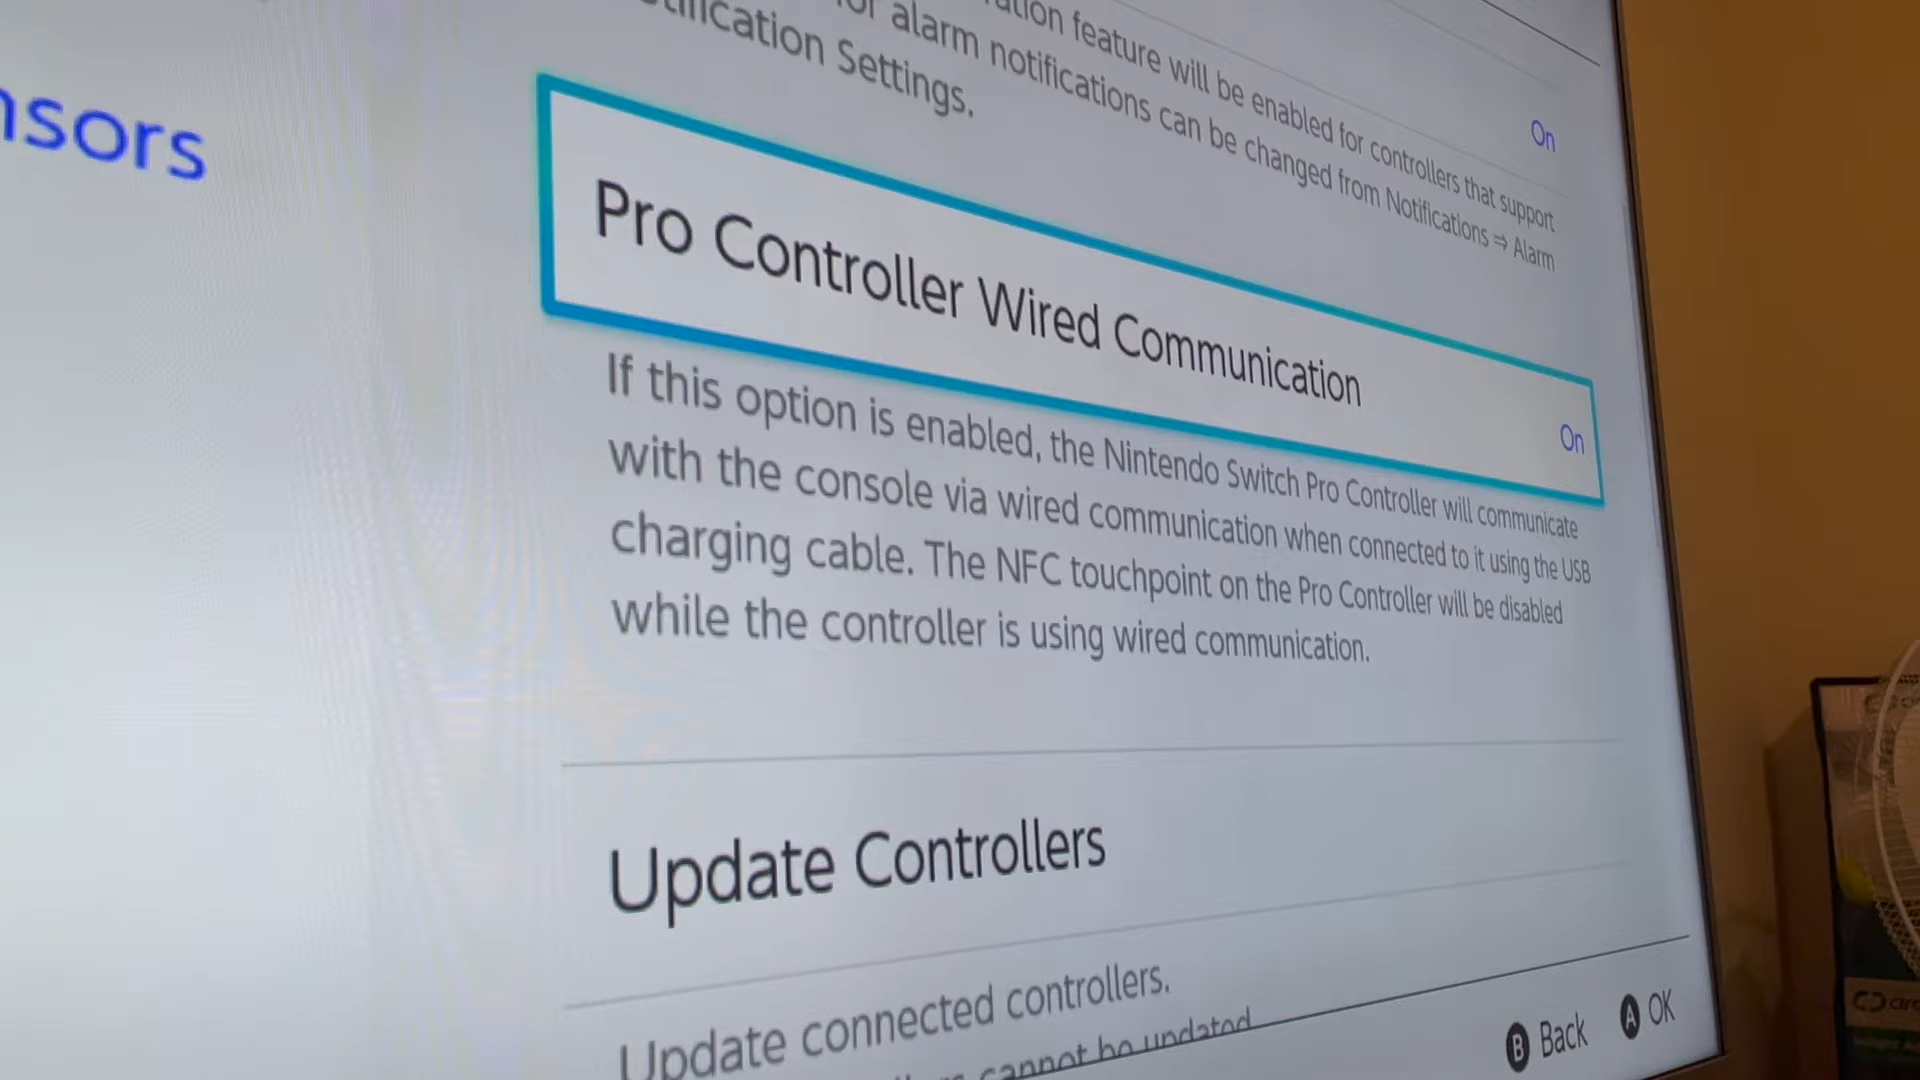 feature will be enabled for controllers that support
alarm notifications can be changed from Notifications ⇒ Alarm
Settings.
On
Pro Controller Wired Communication
On
If this option is enabled, the Nintendo Switch Pro Controller will communicate
with the console via wired communication when connected to it using the USB
charging cable. The NFC touchpoint on the Pro Controller will be disabled
while the controller is using wired communication.
Update Controllers
Update connected controllers.
cannot be updated
B Back A OK